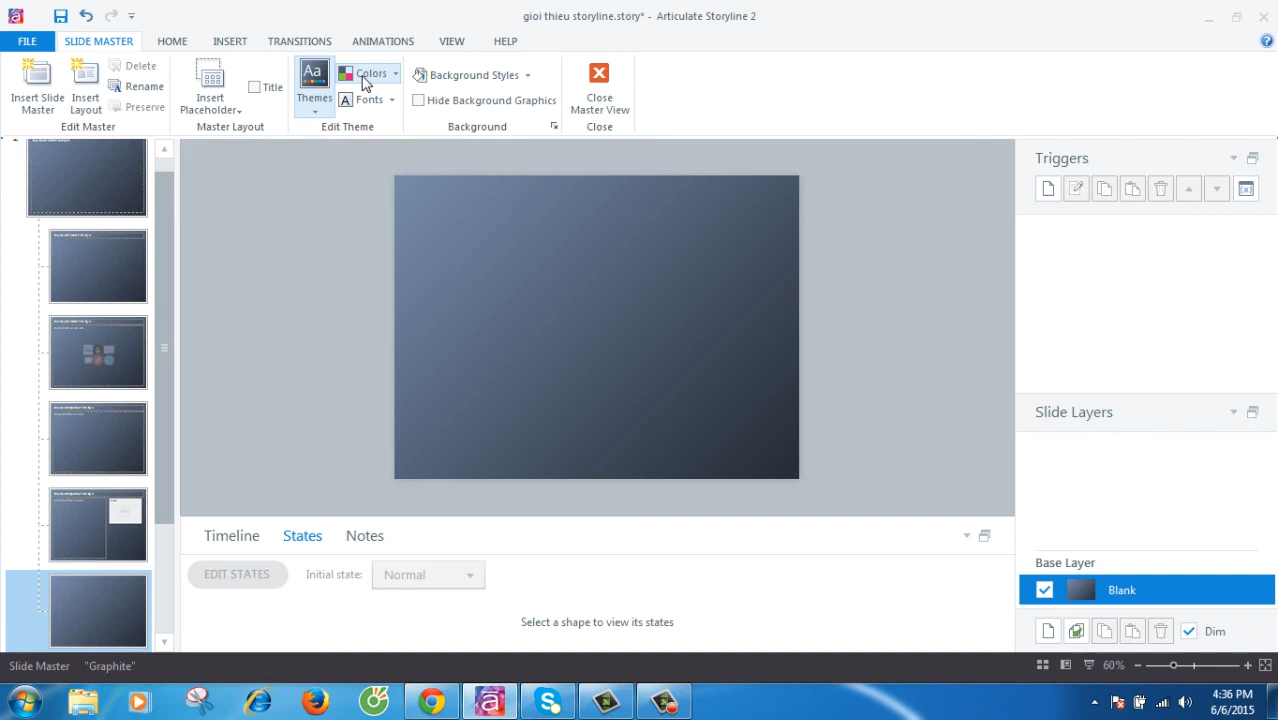 gioi thieu storyline.story* - Articulate Storyline 2
FILE
SLIDE MASTER
HOME
INSERT
TRANSITIONS
ANIMATIONS
VIEW
HELP
Insert Slide Master
Insert Layout
Delete
Rename
Preserve
Edit Master
Insert Placeholder
Title
Master Layout
Aa
Themes
Colors
A Fonts
Edit Theme
Background Styles
Hide Background Graphics
Background
Close Master View
Close
Triggers
Slide Layers
Base Layer
Blank
Dim
Timeline
States
Notes
EDIT STATES
Initial state:
Normal
Select a shape to view its states
Slide Master
"Graphite"
60%
4:36 PM
6/6/2015